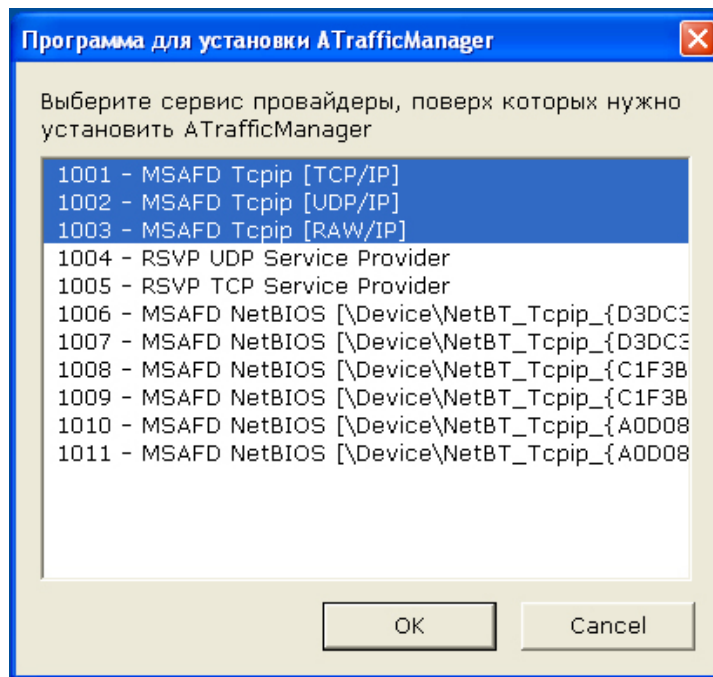 Программа для установки ATrafficManager
Выберите сервис провайдеры, поверх которых нужно
установить ATrafficManager
1001 - MSAFD Tcpip [TCP/IP]
1002 - MSAFD Tcpip [UDP/IP]
1003 - MSAFD Tcpip [RAW/IP]
1004 - RSVP UDP Service Provider
1005 - RSVP TCP Service Provider
1006 - MSAFD NetBIOS [\Device\NetBT_Tcpip_{D3DC3
1007 - MSAFD NetBIOS [\Device\NetBT_Tcpip_{D3DC3
1008 - MSAFD NetBIOS [\Device\NetBT_Tcpip_{C1F3B
1009 - MSAFD NetBIOS [\Device\NetBT_Tcpip_{C1F3B
1010 - MSAFD NetBIOS [\Device\NetBT_Tcpip_{A0D08
1011 - MSAFD NetBIOS [\Device\NetBT_Tcpip_{A0D08
OK Cancel